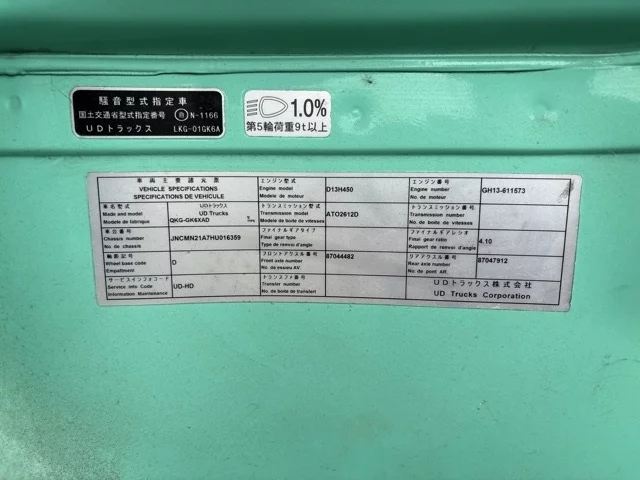 騒音型式指定車
国土交通省型式指定番号 自 N-1166
UDトラックス LKG-01GK6A
1.0%
第5輪荷重9t以上
車両主要諸元表
VEHICLE SPECIFICATIONS
SPECIFICATIONS DE VEHICULE
車名型式 UDトラックス
Make and model UD Trucks
Modele de fabrique QKG-GK6XAD
車台番号
Chassis number JNCMN21A7HU016359
No. de chassis
軸距記号
Wheel base code D
Empattement
サービスインフォコード
Service info Code UD-HD
Information Maintenance
エンジン型式
Engine model D13H450
Modele de moteur
トランスミッション型式
Transmission model ATO2612D
Modele de boite de vitesses
ファイナルギアタイプ
Final gear type
Type de renvoi d'angle
フロントアクスル番号 87044482
Front axle number
No. de essieu AV.
トランスファ番号
Transfer number
No. de boite de transfert
エンジン番号
Engine number GH13-611573
No. de moteur
トランスミッション番号
Transmission number
No. de boite de vitesses
ファイナルギアレシオ
Final gear ratio 4.10
Rapport de renvoi d'angle
リアアクスル番号 87047912
Rear axle number
No. de pont AR.
UDトラックス株式会社
UD Trucks Corporation